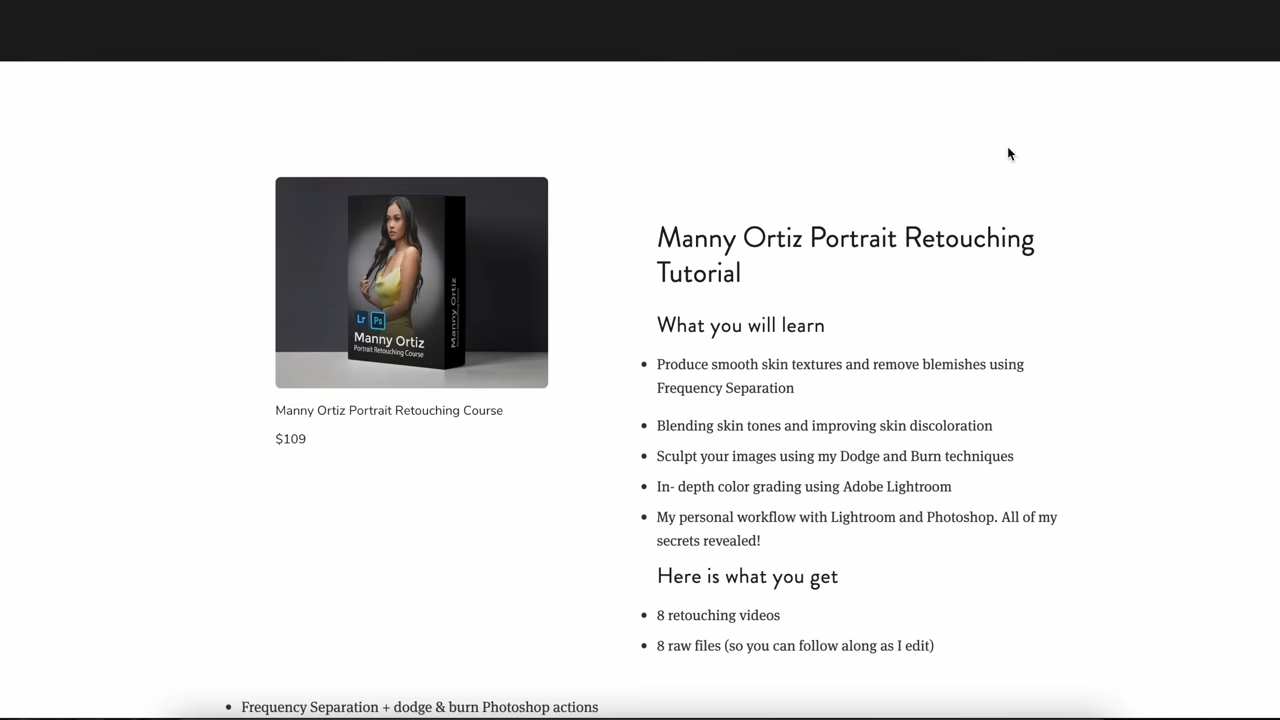 Lr Ps
Manny Ortiz
Portrait Retouching Course
Manny Ortiz
Manny Ortiz Portrait Retouching Course
$109
Manny Ortiz Portrait Retouching
Tutorial
What you will learn
• Produce smooth skin textures and remove blemishes using
Frequency Separation
• Blending skin tones and improving skin discoloration
• Sculpt your images using my Dodge and Burn techniques
• In- depth color grading using Adobe Lightroom
• My personal workflow with Lightroom and Photoshop. All of my
secrets revealed!
Here is what you get
• 8 retouching videos
• 8 raw files (so you can follow along as I edit)
• Frequency Separation + dodge & burn Photoshop actions